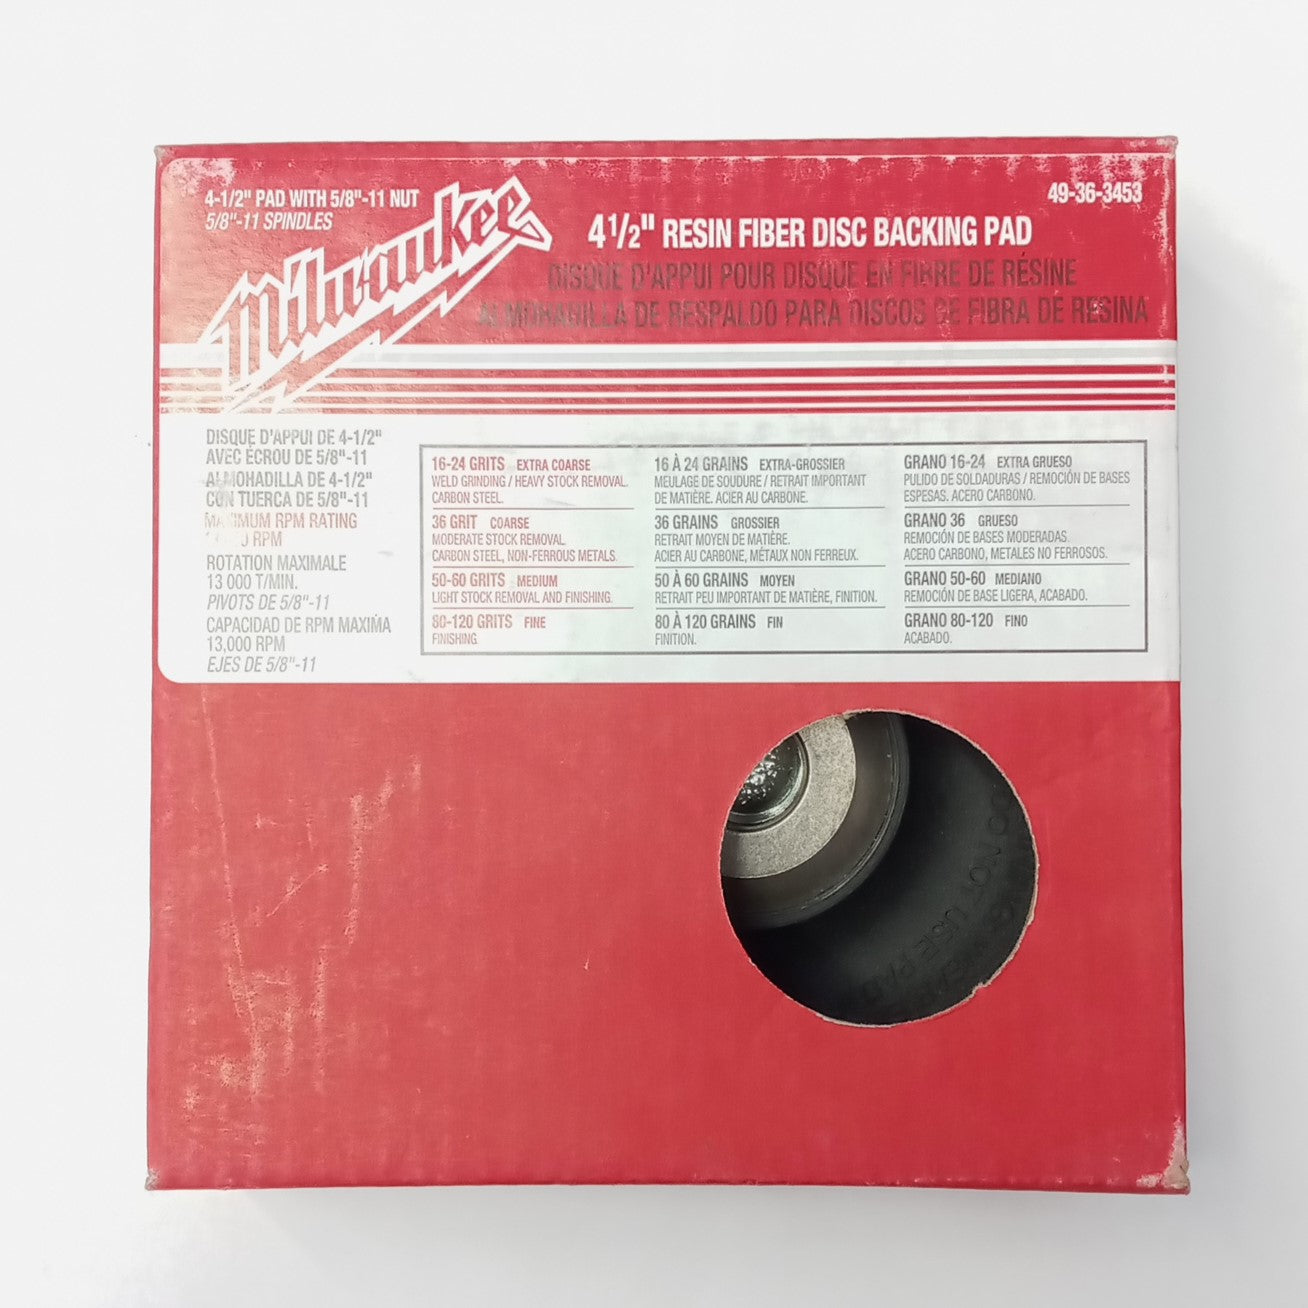 4-1/2" PAD WITH 5/8"-11 NUT
5/8"-11 SPINDLES
Milwaukee
49-36-3453
4 1/2" RESIN FIBER DISC BACKING PAD
DISQUE D'APPUI POUR DISQUE EN FIBRE DE RÉSINE
ALMOHADILLA DE RESPALDO PARA DISCOS DE FIBRA DE RESINA
DISQUE D'APPUI DE 4-1/2"
AVEC ÉCROU DE 5/8"-11
ALMOHADILLA DE 4-1/2"
CON TUERCA DE 5/8"-11
MAXIMUM RPM RATING
RPM
ROTATION MAXIMALE
13 000 T/MIN.
PIVOTS DE 5/8"-11
CAPACIDAD DE RPM MAXIMA
13,000 RPM
EJES DE 5/8"-11
16-24 GRITS EXTRA COARSE
WELD GRINDING / HEAVY STOCK REMOVAL.
CARBON STEEL.
36 GRIT COARSE
MODERATE STOCK REMOVAL.
CARBON STEEL, NON-FERROUS METALS.
50-60 GRITS MEDIUM
LIGHT STOCK REMOVAL AND FINISHING.
80-120 GRITS FINE
FINISHING.
16 À 24 GRAINS EXTRA-GROSSIER
MEULAGE DE SOUDURE / RETRAIT IMPORTANT
DE MATIÈRE. ACIER AU CARBONE.
36 GRAINS GROSSIER
RETRAIT MOYEN DE MATIÈRE.
ACIER AU CARBONE, MÉTAUX NON FERREUX.
50 À 60 GRAINS MOYEN
RETRAIT PEU IMPORTANT DE MATIÈRE, FINITION.
80 À 120 GRAINS FIN
FINITION.
GRANO 16-24 EXTRA GRUESO
PULIDO DE SOLDADURAS / REMOCIÓN DE BASES
ESPESAS. ACERO CARBONO.
GRANO 36 GRUESO
REMOCIÓN DE BASES MODERADAS.
ACERO CARBONO, METALES NO FERROSOS.
GRANO 50-60 MEDIANO
REMOCIÓN DE BASE LIGERA, ACABADO.
GRANO 80-120 FINO
ACABADO.
DO NOT USE PAD